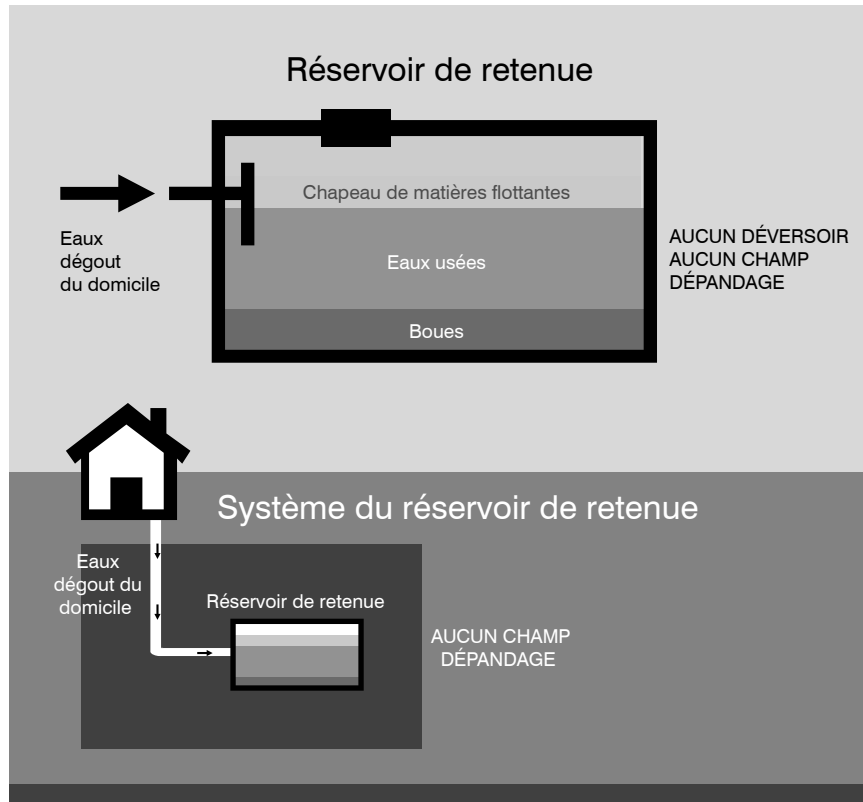 Réservoir de retenue
Chapeau de matières flottantes
Eaux
dégout
du domicile
Eaux usées
AUCUN DÉVERSOIR
AUCUN CHAMP
DÉPANDAGE
Boues
Système du réservoir de retenue
Eaux
dégout du
domicile
Réservoir de retenue
AUCUN CHAMP
DÉPANDAGE